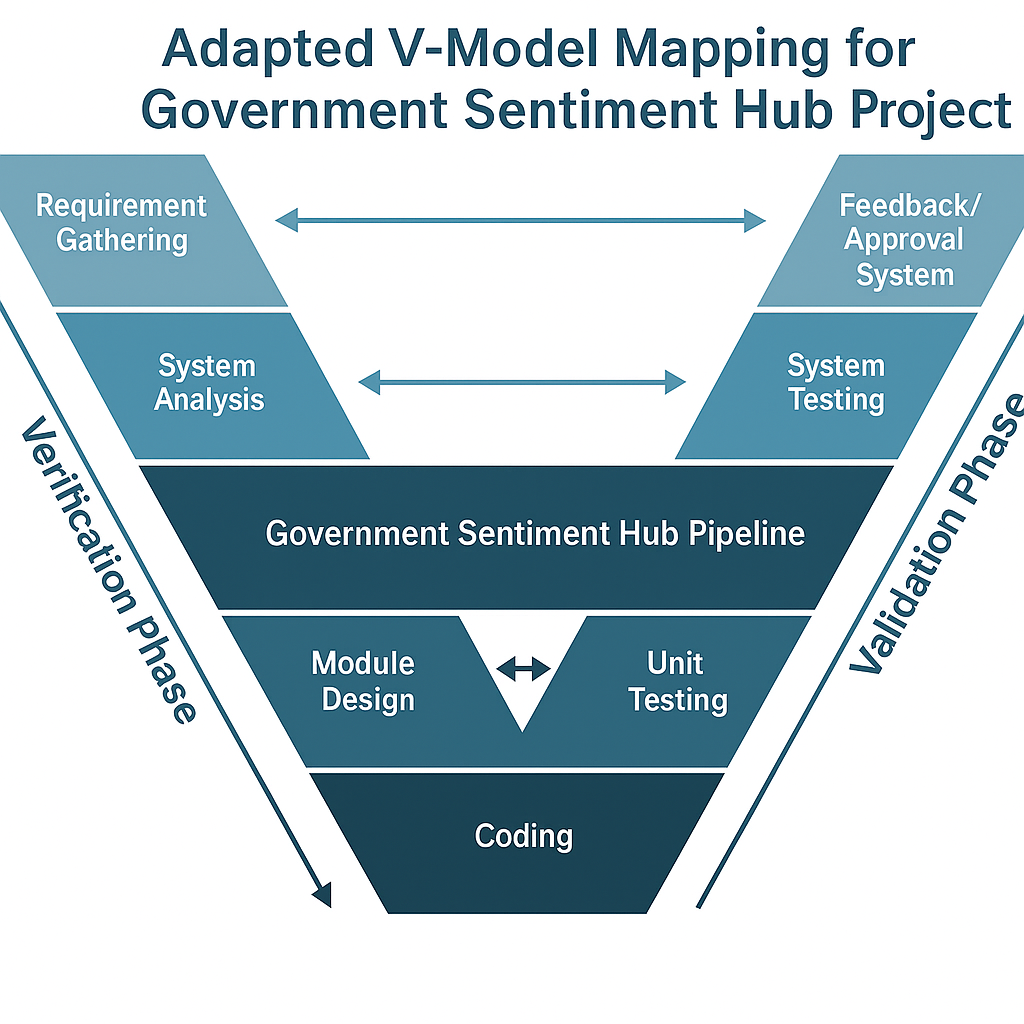 Adapted V-Model Mapping for
Government Sentiment Hub Project
Requirement
Gathering
Feedback/
Approval
System
System
Analysis
System
Testing
Verification Phase
Validation Phase
Government Sentiment Hub Pipeline
Module
Design
Unit
Testing
Coding